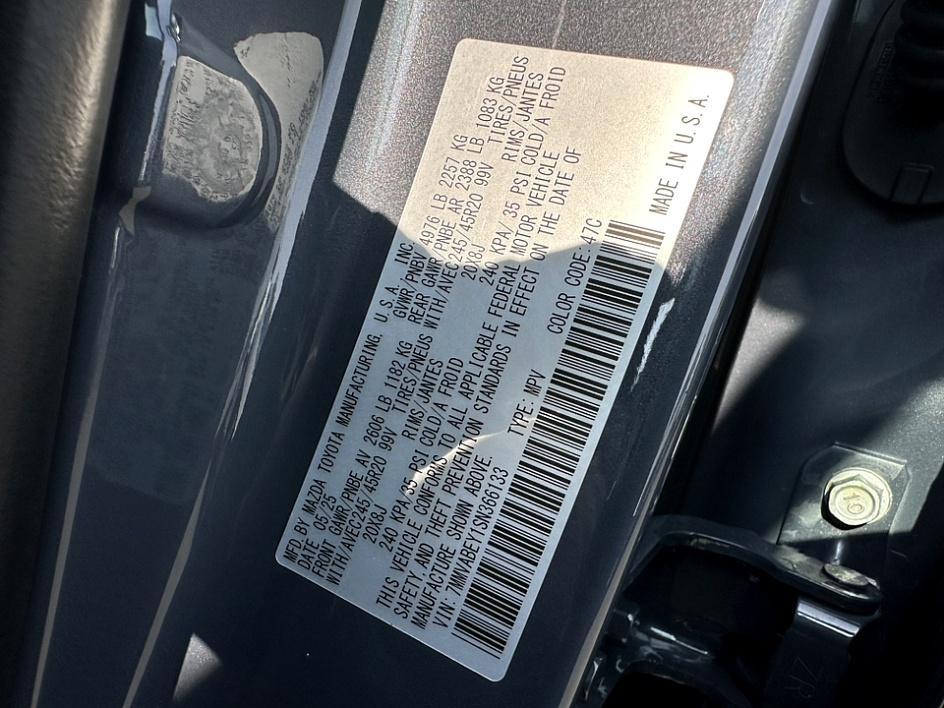 MFD BY MAZDA TOYOTA MANUFACTURING, U.S.A., INC.
DATE 05/25 GVWR/PNBV 4976 LB 2257 KG
FRONT GAWR/PNBE AV 2606 LB 1182 KG REAR GAWR/PNBE AR 2388 LB 1083 KG
WITH/AVEC245/45R20 99V TIRES/PNEUS WITH/AVEC245/45R20 99V TIRES/PNEUS
20X8J RIMS/JANTES 20X8J RIMS/JANTES
240 KPA/35 PSI COLD/A FROID 240 KPA/35 PSI COLD/A FROID
THIS VEHICLE CONFORMS TO ALL APPLICABLE FEDERAL MOTOR VEHICLE
SAFETY AND THEFT PREVENTION STANDARDS IN EFFECT ON THE DATE OF
MANUFACTURE SHOWN ABOVE.
VIN: 7MMVABEY1SN366133 TYPE: MPV COLOR CODE: 47C
MADE IN U.S.A.